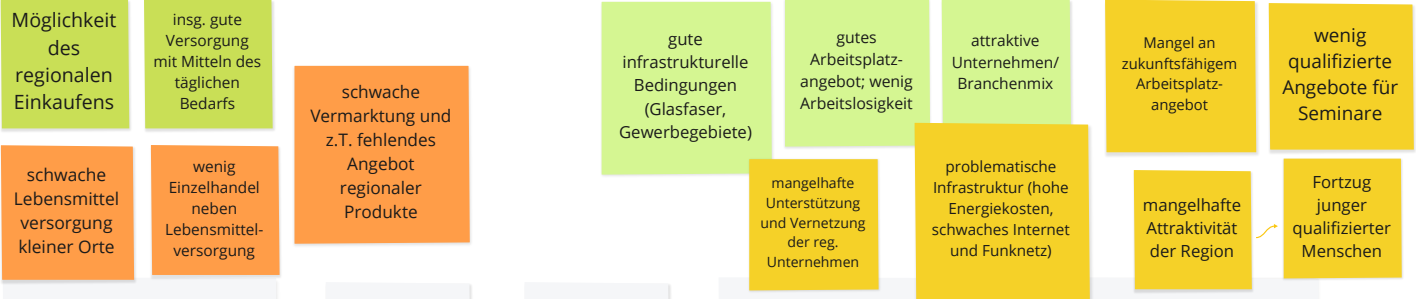 Möglichkeit
des
regionalen
Einkaufens
insg. gute
Versorgung
mit Mitteln des
täglichen
Bedarfs
schwache
Vermarktung und
z.T. fehlendes
Angebot
regionaler
Produkte
schwache
Lebensmittel
versorgung
kleiner Orte
wenig
Einzelhandel
neben
Lebensmittel-
versorgung
gute
infrastrukturelle
Bedingungen
(Glasfaser,
Gewerbegebiete)
gutes
Arbeitsplatz-
angebot; wenig
Arbeitslosigkeit
attraktive
Unternehmen/
Branchenmix
Mangel an
zukunftsfähigem
Arbeitsplatz-
angebot
wenig
qualifizierte
Angebote für
Seminare
mangelhafte
Unterstützung
und Vernetzung
der reg.
Unternehmen
problematische
Infrastruktur (hohe
Energiekosten,
schwaches Internet
und Funknetz)
mangelhafte
Attraktivität
der Region
Fortzug
junger
qualifizierter
Menschen